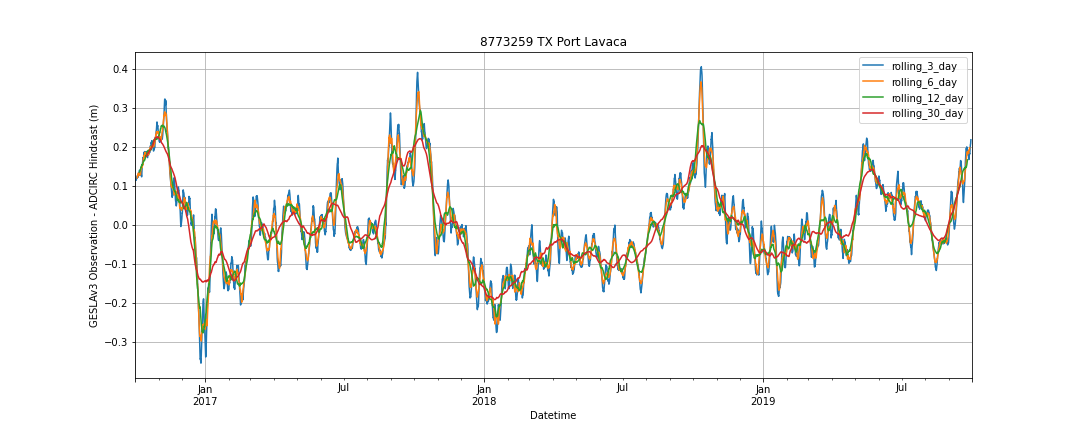 8773259 TX Port Lavaca
GESLAv3 Observation - ADCIRC Hindcast (m)
0.4
0.3
0.2
0.1
0.0
−0.1
−0.2
−0.3
rolling_3_day
rolling_6_day
rolling_12_day
rolling_30_day
Jan
2017
Jul
Jan
2018
Jul
Jan
2019
Jul
Datetime